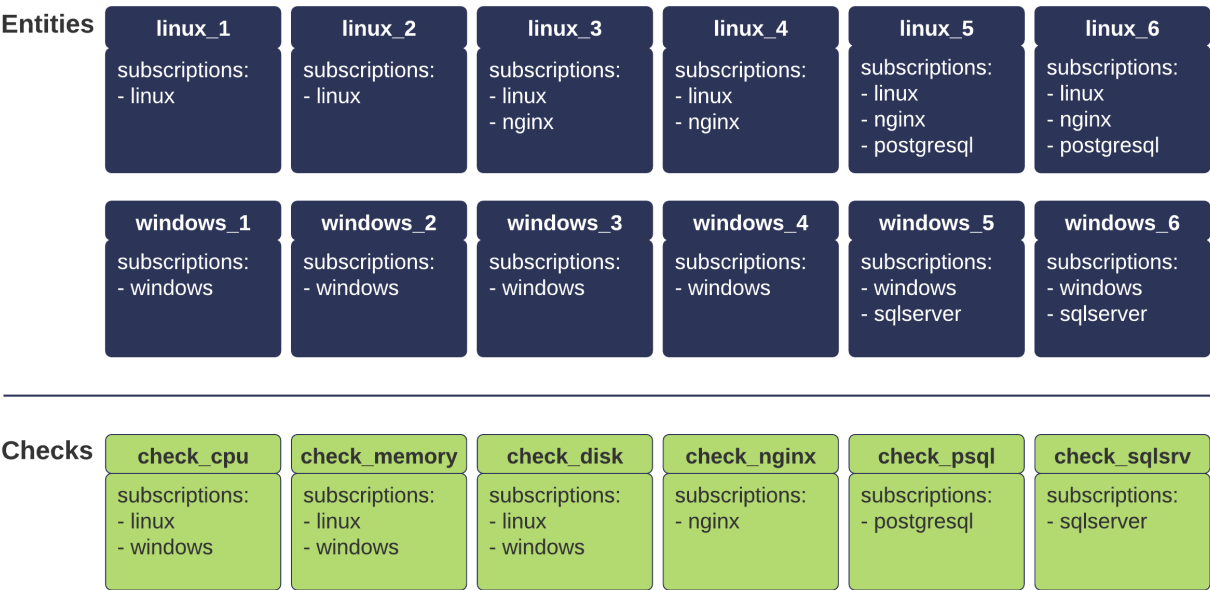 Entities
linux_1
subscriptions:
- linux
linux_2
subscriptions:
- linux
linux_3
subscriptions:
- linux
- nginx
linux_4
subscriptions:
- linux
- nginx
linux_5
subscriptions:
- linux
- nginx
- postgresql
linux_6
subscriptions:
- linux
- nginx
- postgresql
windows_1
subscriptions:
- windows
windows_2
subscriptions:
- windows
windows_3
subscriptions:
- windows
windows_4
subscriptions:
- windows
windows_5
subscriptions:
- windows
- sqlserver
windows_6
subscriptions:
- windows
- sqlserver
Checks
check_cpu
subscriptions:
- linux
- windows
check_memory
subscriptions:
- linux
- windows
check_disk
subscriptions:
- linux
- windows
check_nginx
subscriptions:
- nginx
check_psql
subscriptions:
- postgresql
check_sqlsrv
subscriptions:
- sqlserver